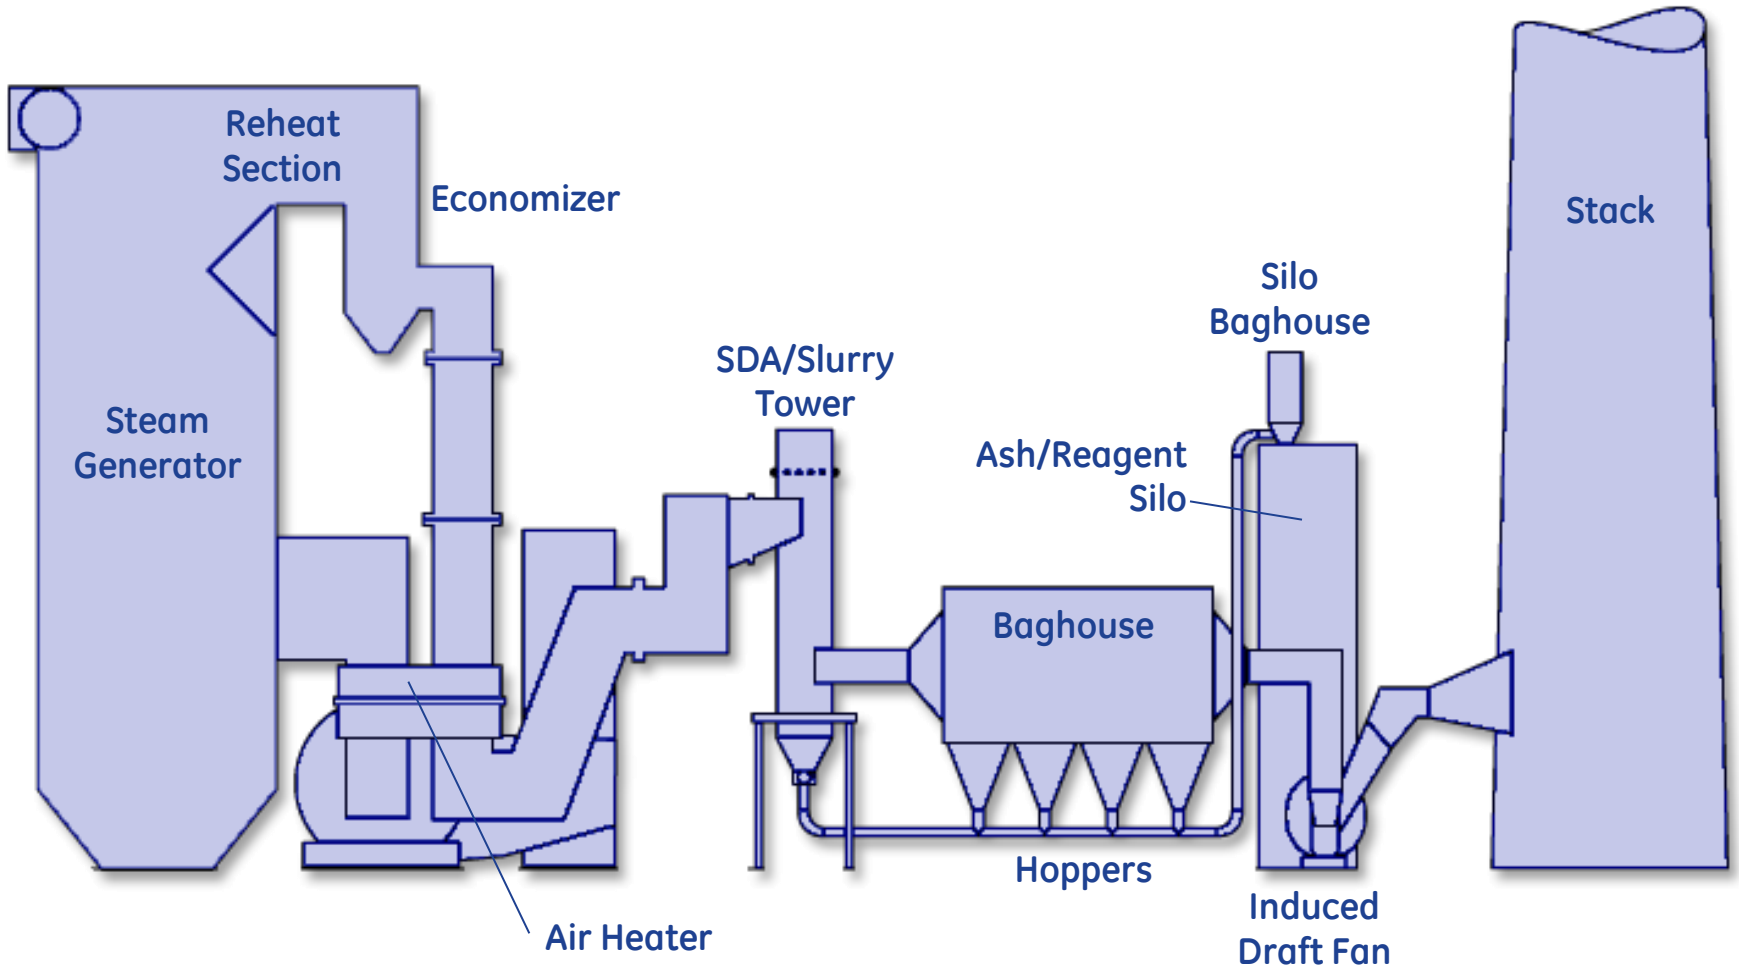 Reheat
Section
Economizer
Stack
Silo
Baghouse
SDA/Slurry
Tower
Steam
Generator
Ash/Reagent
Silo
Baghouse
Hoppers
Induced
Draft Fan
Air Heater